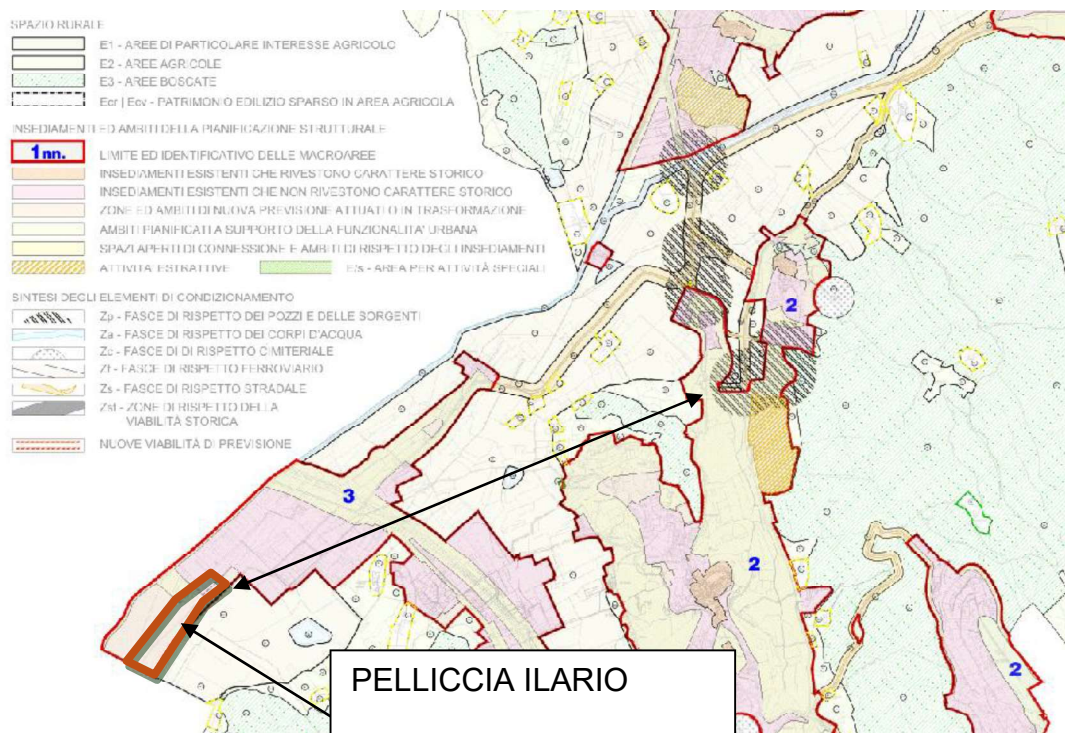 SPAZIO RURALE
E1 - AREE DI PARTICOLARE INTERESSE AGRICOLO
E2 - AREE AGRICOLE
E3 - AREE BOSCATE
Ecr | Ecv - PATRIMONIO EDILIZIO SPARSO IN AREA AGRICOLA
INSEDIAMENTI ED AMBITI DELLA PIANIFICAZIONE STRUTTURALE
1nn. LIMITE ED IDENTIFICATIVO DELLE MACROAREE
INSEDIAMENTI ESISTENTI CHE RIVESTONO CARATTERE STORICO
INSEDIAMENTI ESISTENTI CHE NON RIVESTONO CARATTERE STORICO
ZONE ED AMBITI DI NUOVA PREVISIONE ATTUATI O IN TRASFORMAZIONE
AMBITI PIANIFICATI A SUPPORTO DELLA FUNZIONALITA' URBANA
SPAZI APERTI DI CONNESSIONE E AMBITI DI RISPETTO DEGLI INSEDIAMENTI
ATTIVITA' ESTRATTIVE E/s - AREA PER ATTIVITÀ SPECIALI
SINTESI DEGLI ELEMENTI DI CONDIZIONAMENTO
Zp - FASCE DI RISPETTO DEI POZZI E DELLE SORGENTI
Za - FASCE DI RISPETTO DEI CORPI D'ACQUA
Zc - FASCE DI DI RISPETTO CIMITERIALE
Zf - FASCE DI RISPETTO FERROVIARIO
Zs - FASCE DI RISPETTO STRADALE
Zst - ZONE DI RISPETTO DELLA
VIABILITÀ STORICA
NUOVE VIABILITÀ DI PREVISIONE
2
3
2
2
PELLICCIA ILARIO